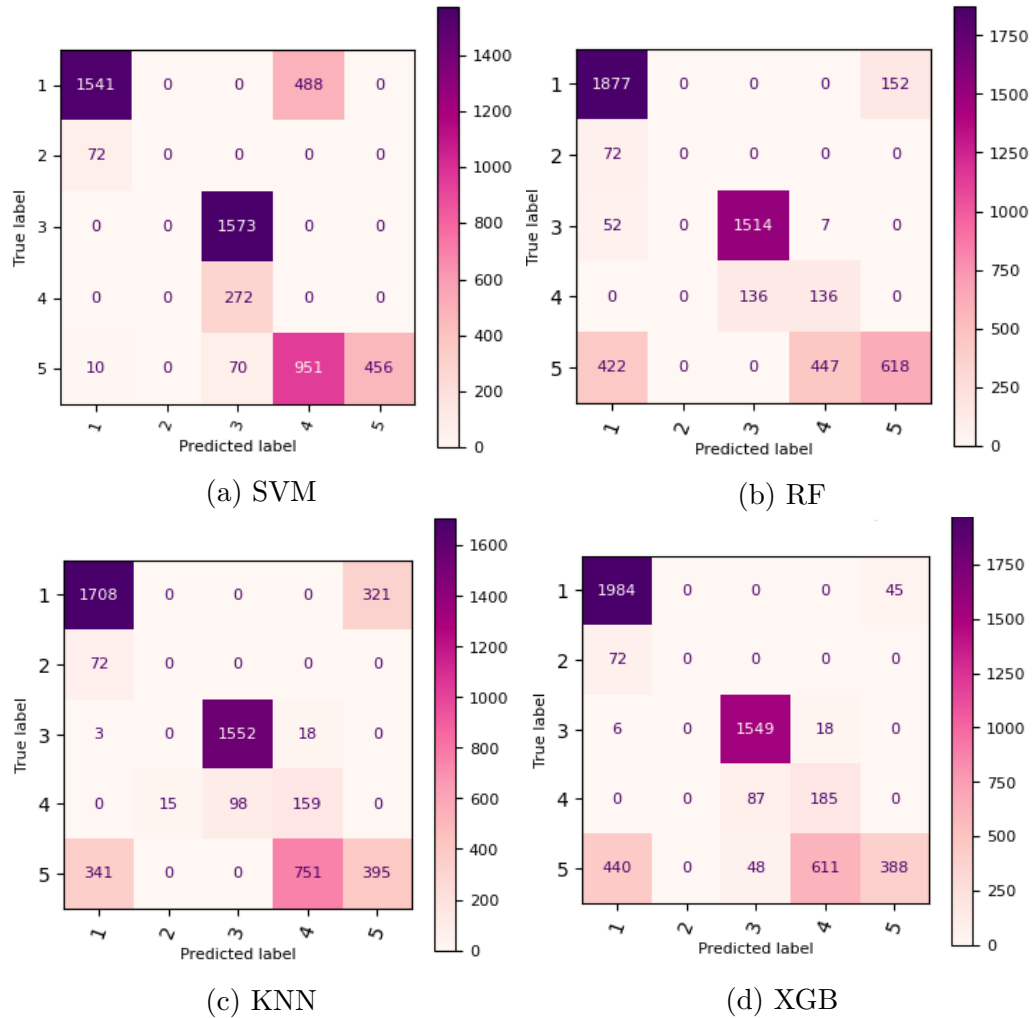 1541 0 0 488 0
72 0 0 0 0
0 0 1573 0 0
0 0 272 0 0
10 0 70 951 456
1
2
3
4
5
True label
1 2 3 4 5
Predicted label
1400
1200
1000
800
600
400
200
0
(a) SVM
1877 0 0 0 152
72 0 0 0 0
52 0 1514 7 0
0 0 136 136 0
422 0 0 447 618
1
2
3
4
5
True label
1 2 3 4 5
Predicted label
1750
1500
1250
1000
750
500
250
0
(b) RF
1708 0 0 0 321
72 0 0 0 0
3 0 1552 18 0
0 15 98 159 0
341 0 0 751 395
1
2
3
4
5
True label
1 2 3 4 5
Predicted label
1600
1400
1200
1000
800
600
400
200
0
(c) KNN
1984 0 0 0 45
72 0 0 0 0
6 0 1549 18 0
0 0 87 185 0
440 0 48 611 388
1
2
3
4
5
True label
1 2 3 4 5
Predicted label
1750
1500
1250
1000
750
500
250
0
(d) XGB